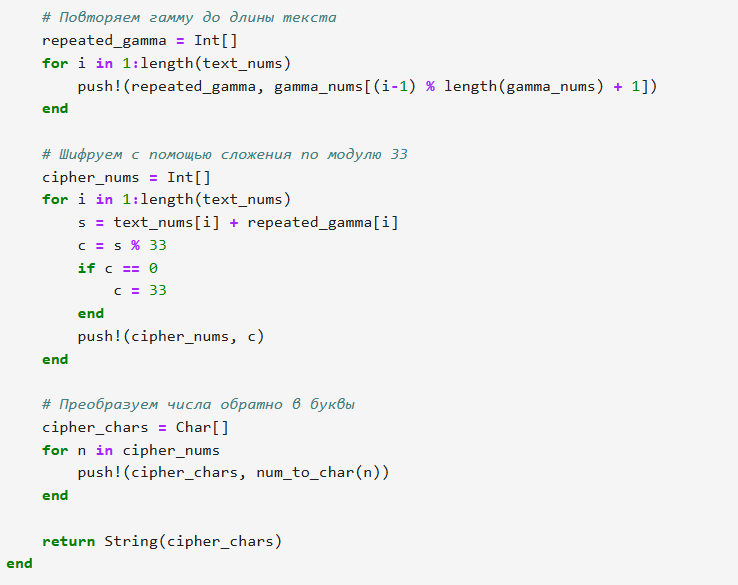 # Повторяем гамму до длины текста
repeated_gamma = Int[]
for i in 1:length(text_nums)
push!(repeated_gamma, gamma_nums[(i-1) % length(gamma_nums) + 1])
end
# Шифруем с помощью сложения по модулю 33
cipher_nums = Int[]
for i in 1:length(text_nums)
s = text_nums[i] + repeated_gamma[i]
c = s % 33
if c == 0
c = 33
end
push!(cipher_nums, c)
end
# Преобразуем числа обратно в буквы
cipher_chars = Char[]
for n in cipher_nums
push!(cipher_chars, num_to_char(n))
end
return String(cipher_chars)
end